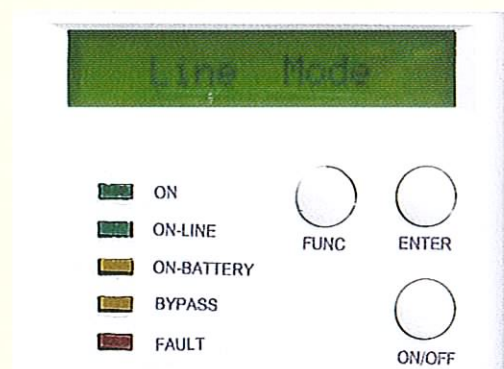 Line Mode
ON
ON-LINE
ON-BATTERY
BYPASS
FAULT
FUNC
ENTER
ON/OFF